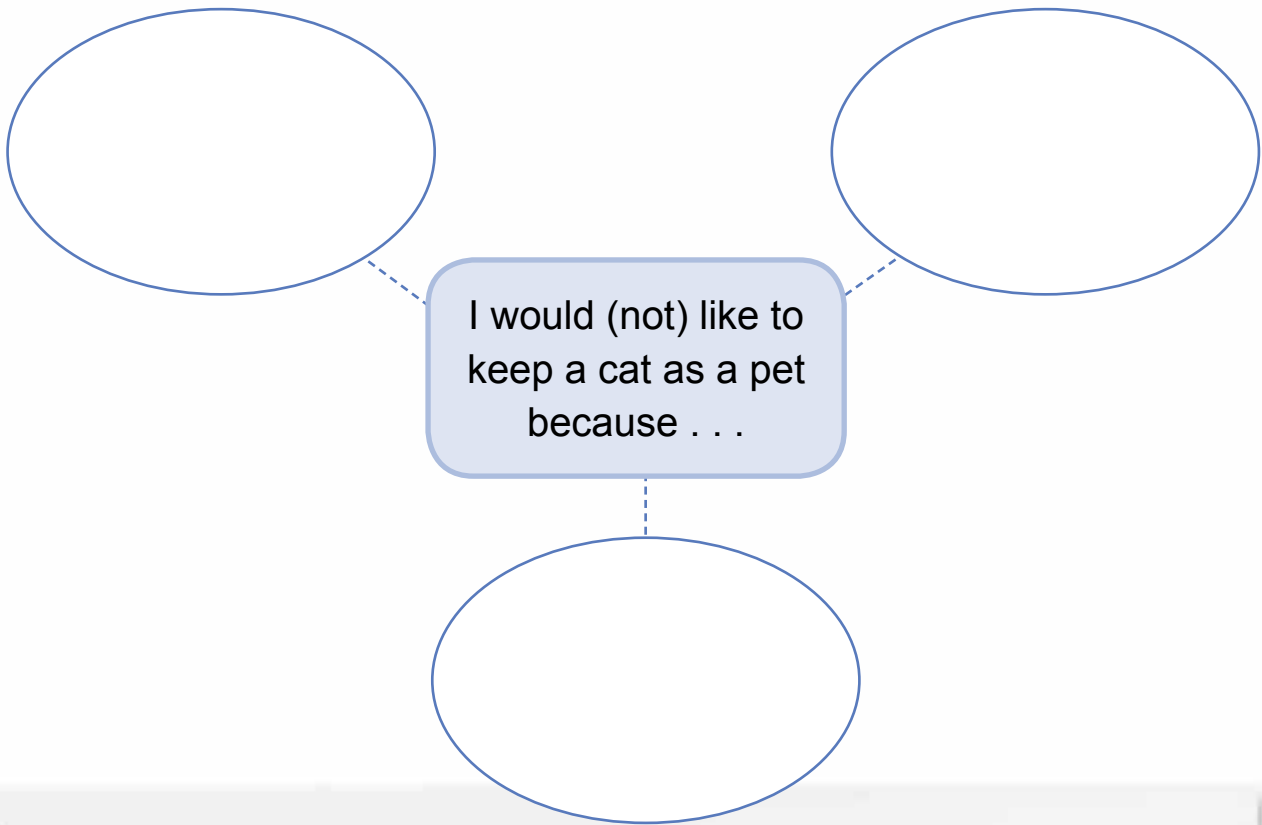 I would (not) like to
keep a cat as a pet
because . . .